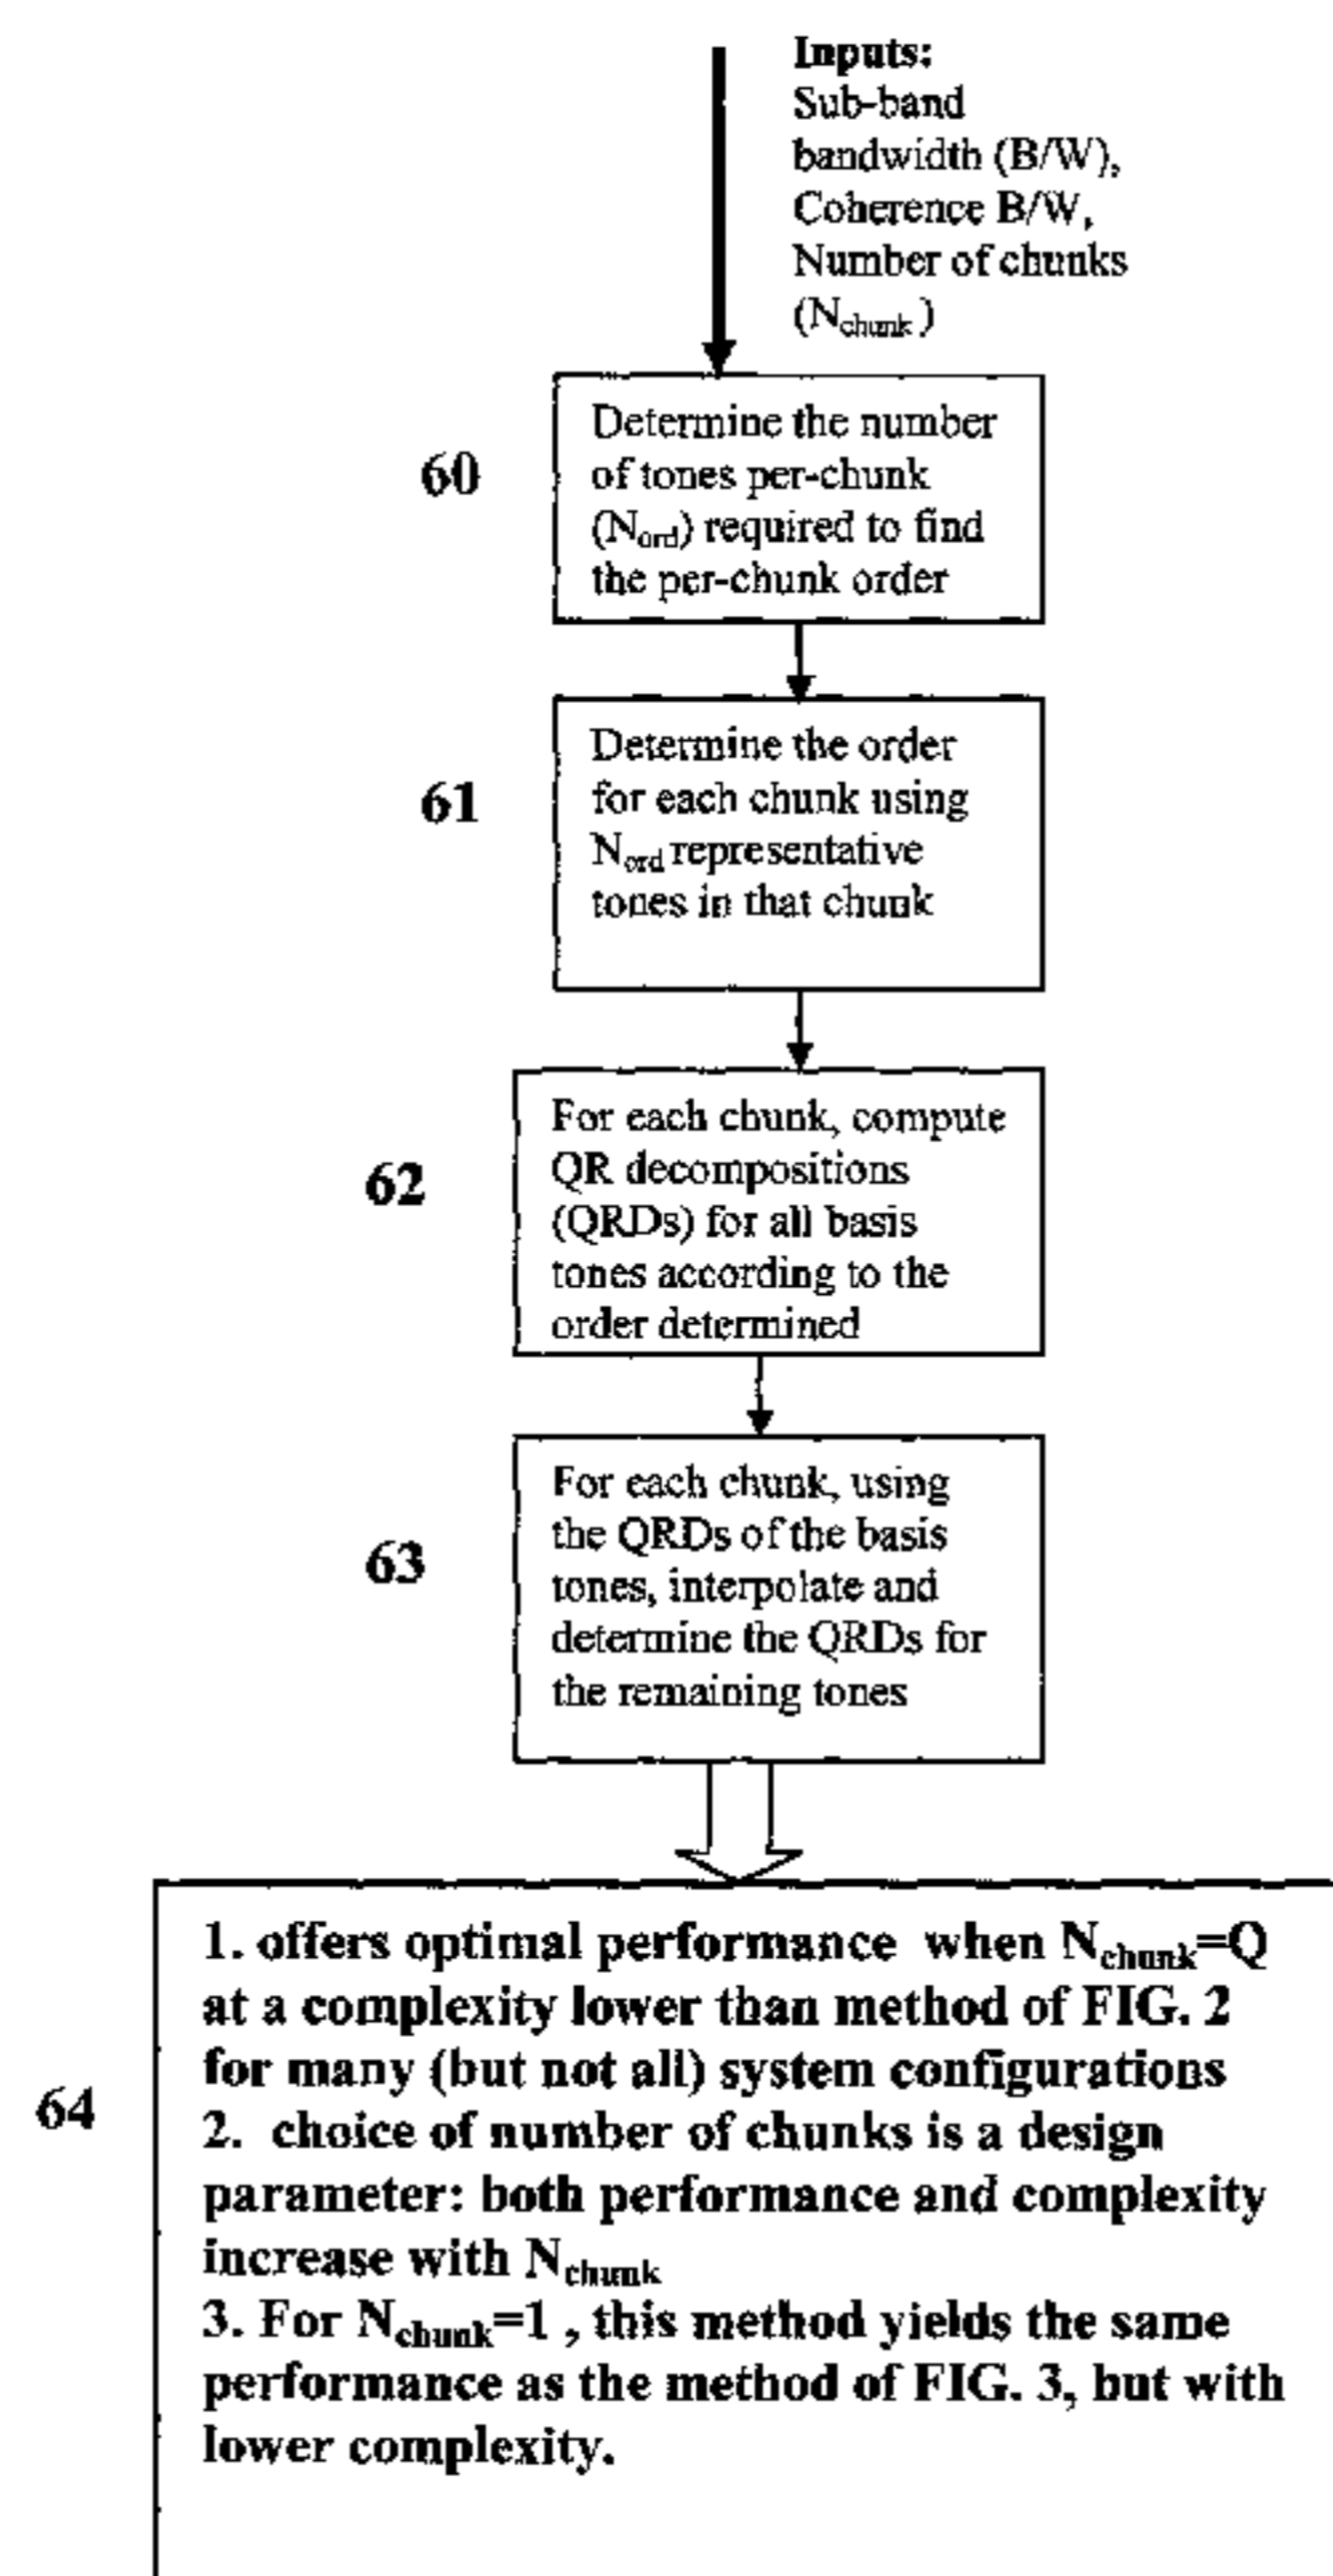 Inputs:
Sub-band
bandwidth (B/W),
Coherence B/W,
Number of chunks
(Nchunk)
60
Determine the number
of tones per-chunk
(Nord) required to find
the per-chunk order
61
Determine the order
for each chunk using
Nord representative
tones in that chunk
62
For each chunk, compute
QR decompositions
(QRDs) for all basis
tones according to the
order determined
63
For each chunk, using
the QRDs of the basis
tones, interpolate and
determine the QRDs for
the remaining tones
64
1. offers optimal performance when Nchunk=Q
at a complexity lower than method of FIG. 2
for many (but not all) system configurations
2. choice of number of chunks is a design
parameter: both performance and complexity
increase with Nchunk
3. For Nchunk=1 , this method yields the same
performance as the method of FIG. 3, but with
lower complexity.